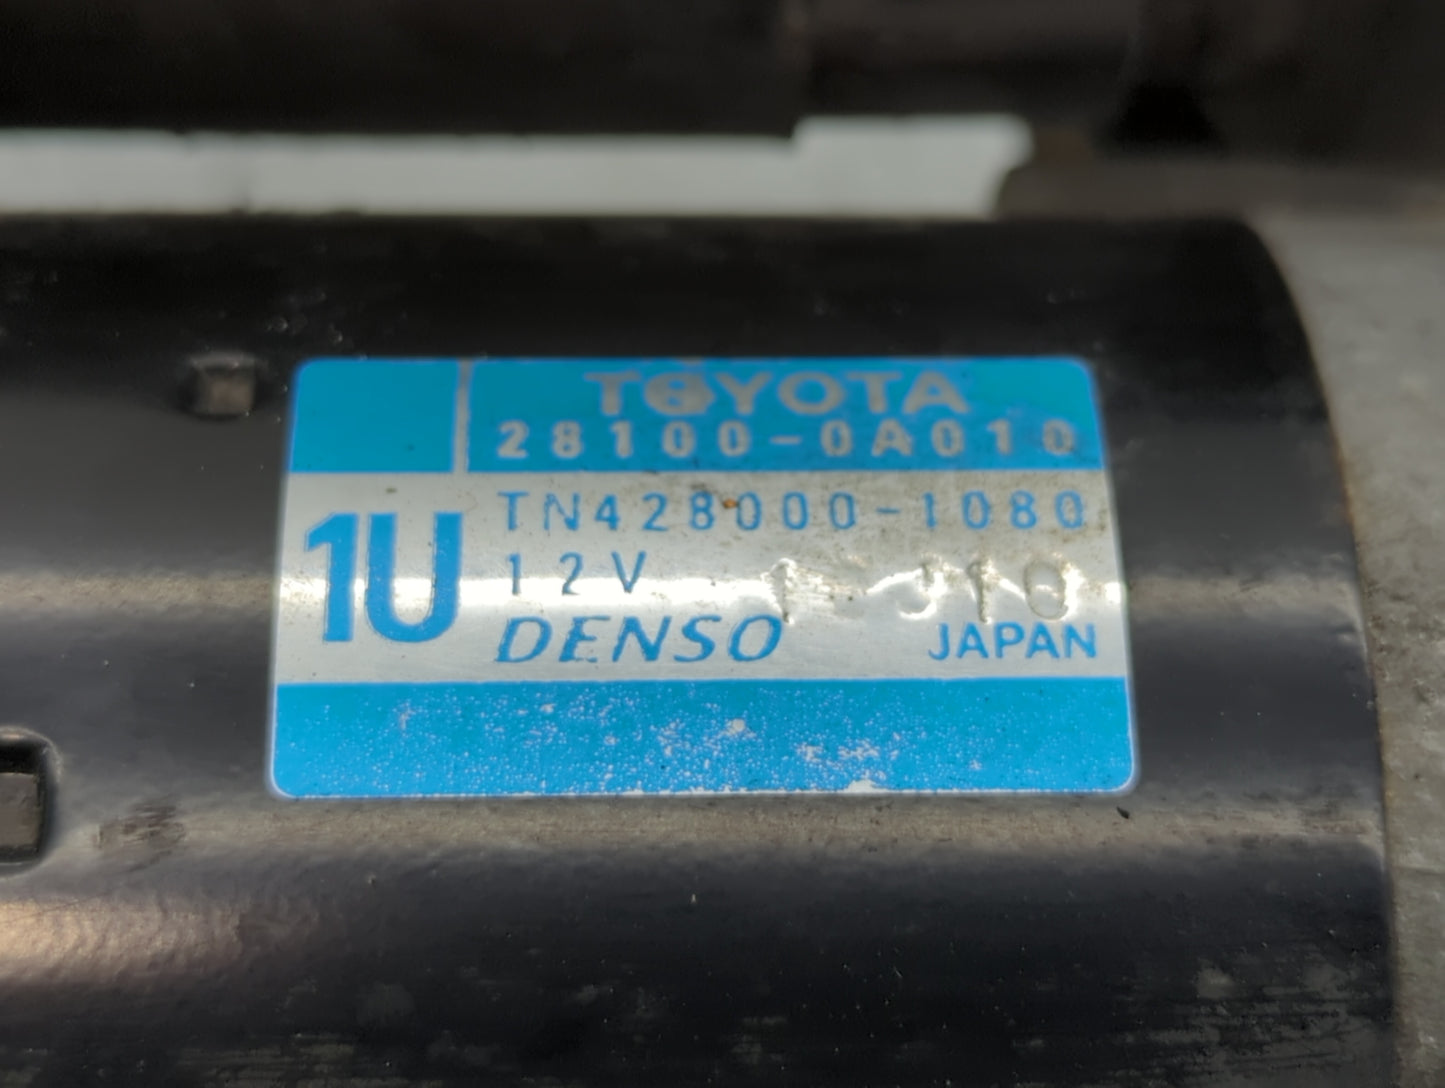 TOYOTA
28100-0A010
1U
TN428000-1080
12V
DENSO
JAPAN